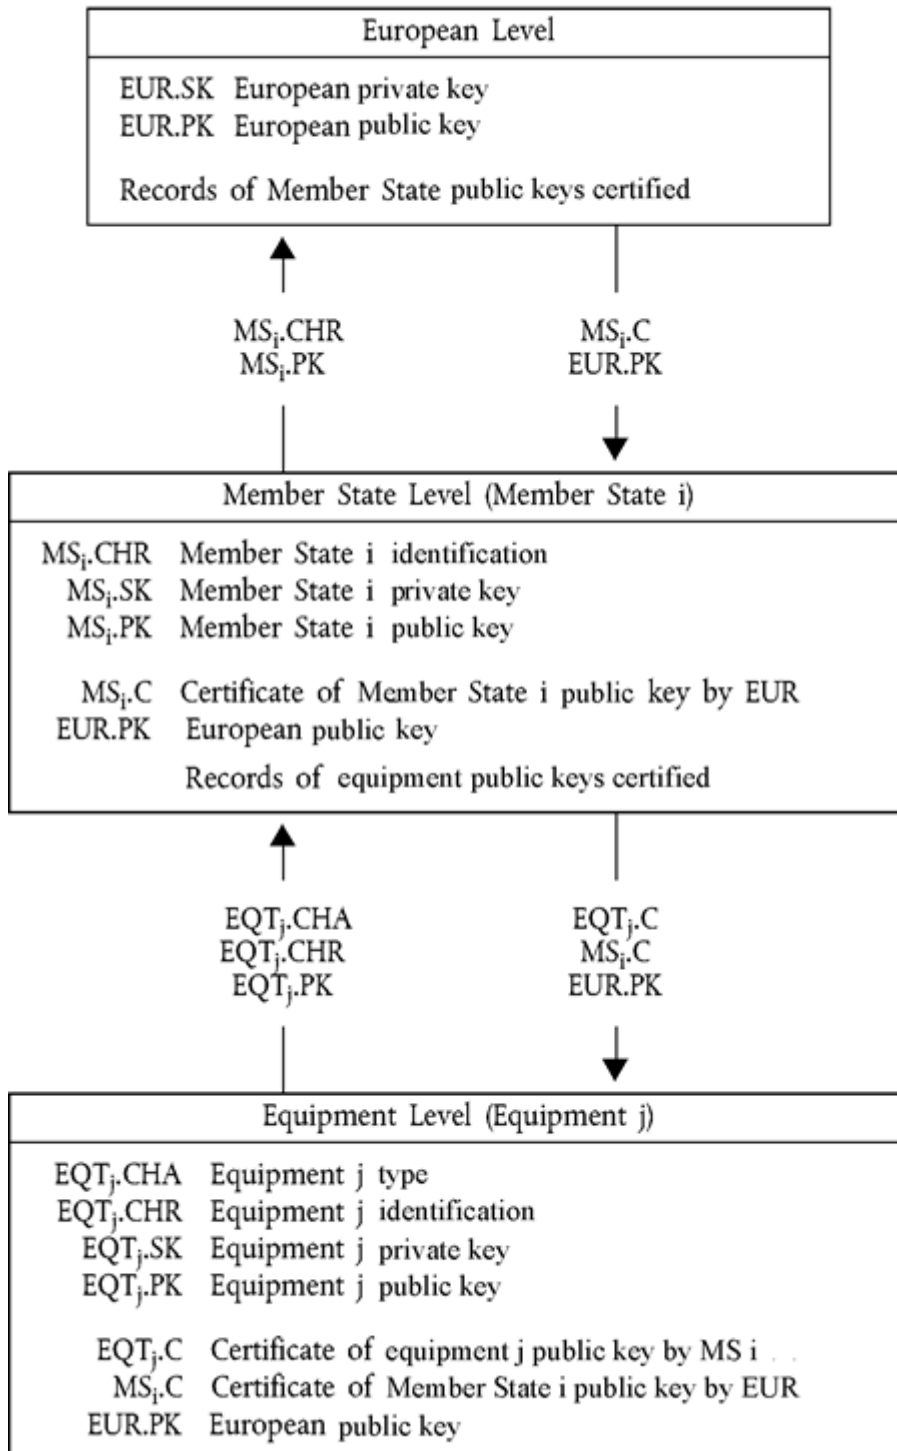 European Level
EUR.SK European private key
EUR.PK European public key
Records of Member State public keys certified
MSi.CHR
MSi.PK
MSi.C
EUR.PK
Member State Level (Member State i)
MSi.CHR Member State i identification
MSi.SK Member State i private key
MSi.PK Member State i public key
MSi.C Certificate of Member State i public key by EUR
EUR.PK European public key
Records of equipment public keys certified
EQTj.CHA
EQTj.CHR
EQTj.PK
EQTj.C
MSi.C
EUR.PK
Equipment Level (Equipment j)
EQTj.CHA Equipment j type
EQTj.CHR Equipment j identification
EQTj.SK Equipment j private key
EQTj.PK Equipment j public key
EQTj.C Certificate of equipment j public key by MS i
MSi.C Certificate of Member State i public key by EUR
EUR.PK European public key